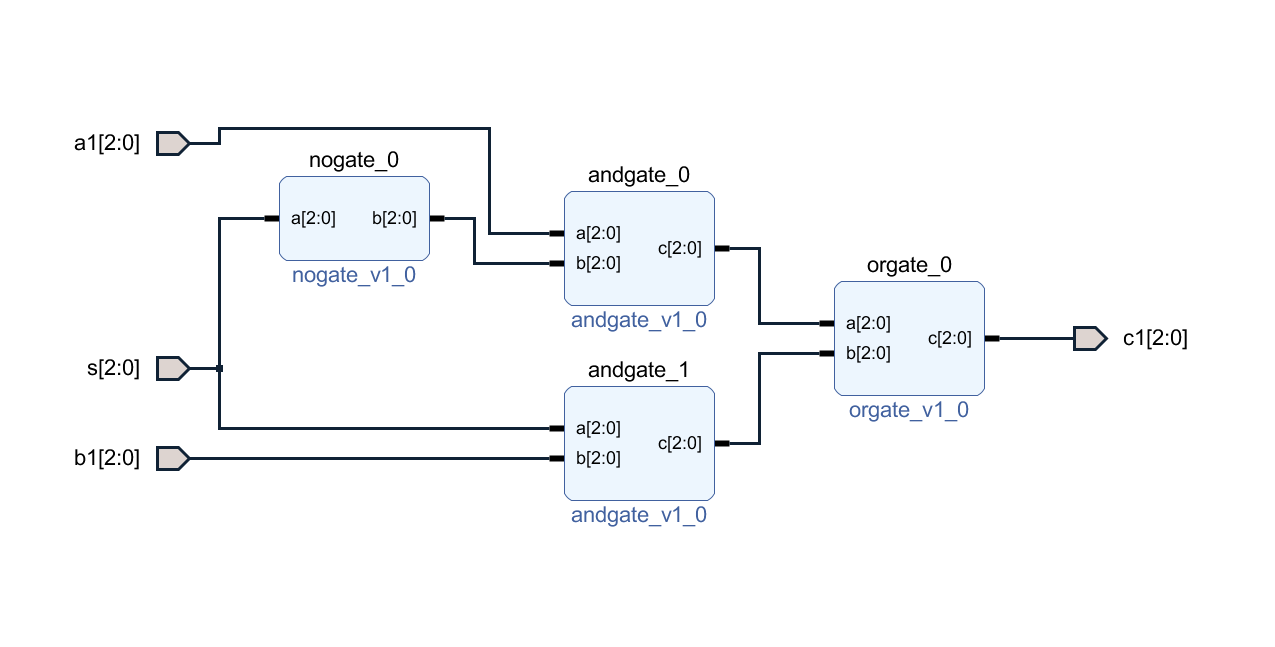 a1[2:0]
nogate_0
a[2:0] b[2:0]
nogate_v1_0
andgate_0
a[2:0]
b[2:0]
c[2:0]
andgate_v1_0
s[2:0]
b1[2:0]
andgate_1
a[2:0]
b[2:0]
c[2:0]
andgate_v1_0
orgate_0
a[2:0]
b[2:0]
c[2:0]
orgate_v1_0
c1[2:0]